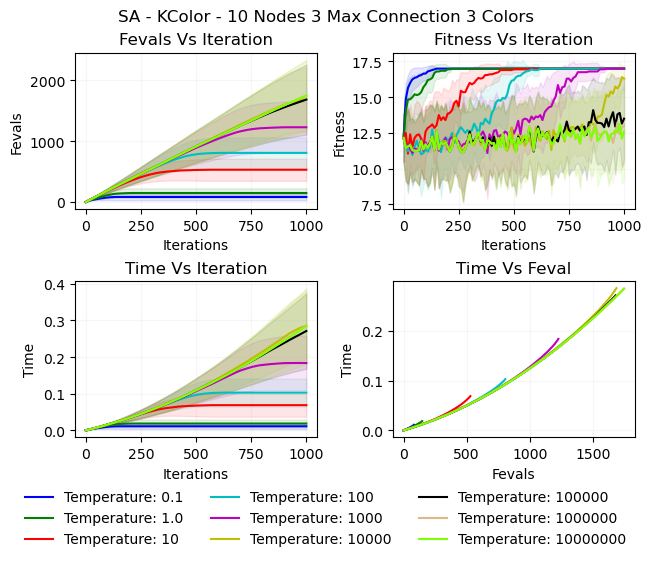 SA - KColor - 10 Nodes 3 Max Connection 3 Colors
Fevals Vs Iteration
Fevals
2000
1000
0
0
250
500
750
1000
Iterations
Fitness Vs Iteration
Fitness
17.5
15.0
12.5
10.0
7.5
0
250
500
750
1000
Iterations
Time Vs Iteration
Time
0.4
0.3
0.2
0.1
0.0
0
250
500
750
1000
Iterations
Time Vs Feval
Time
0.2
0.1
0.0
0
500
1000
1500
Fevals
Temperature: 0.1
Temperature: 1.0
Temperature: 10
Temperature: 100
Temperature: 1000
Temperature: 10000
Temperature: 100000
Temperature: 1000000
Temperature: 10000000